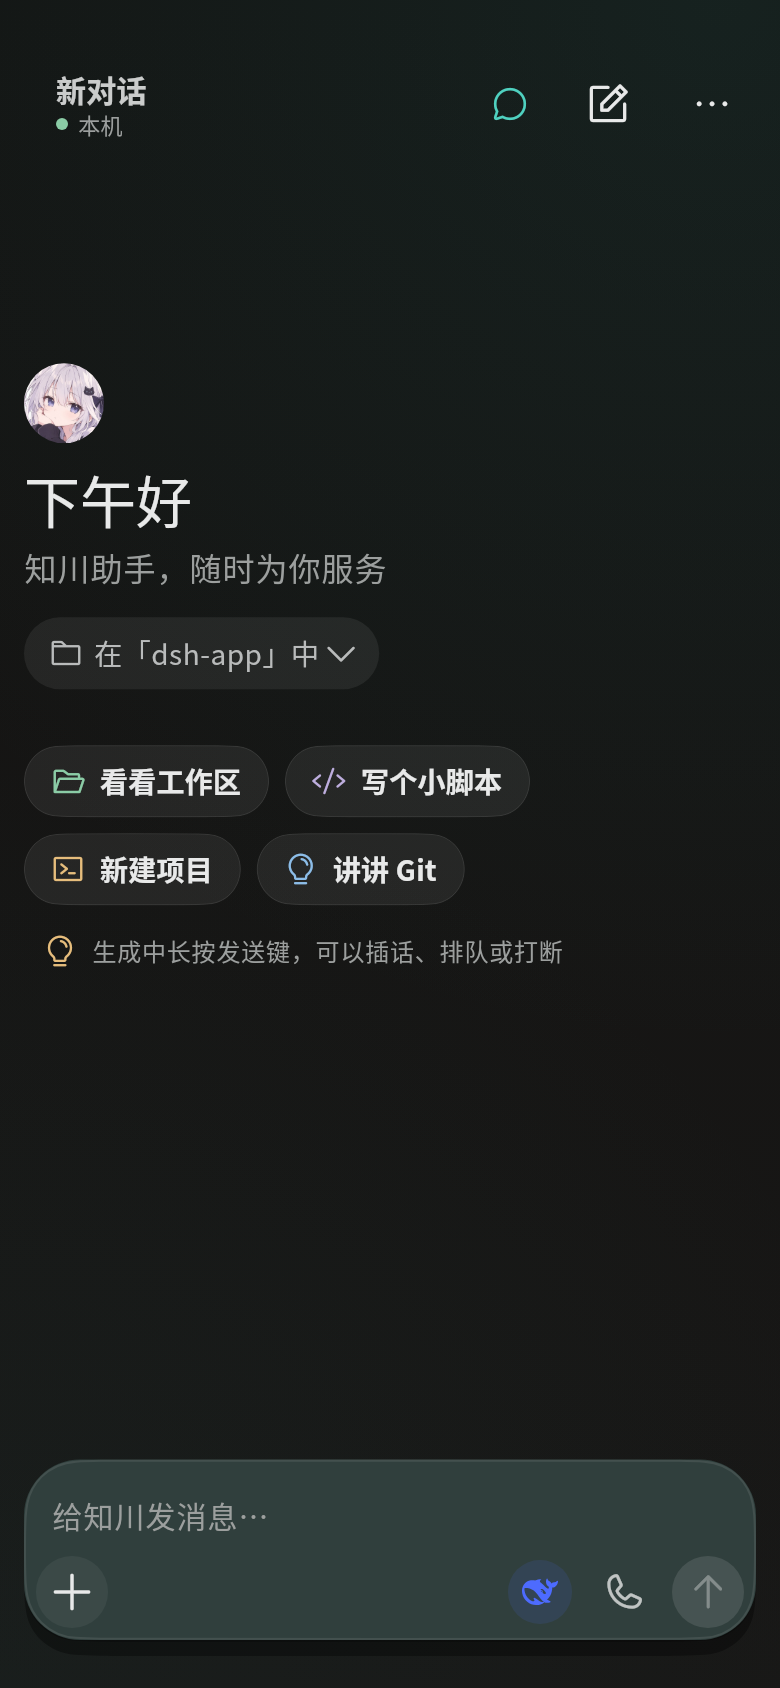 新对话
本机
下午好
知川助手，随时为你服务
在「dsh-app」中
看看工作区
写个小脚本
新建项目
讲讲 Git
生成中长按发送键，可以插话、排队或打断
给知川发消息…